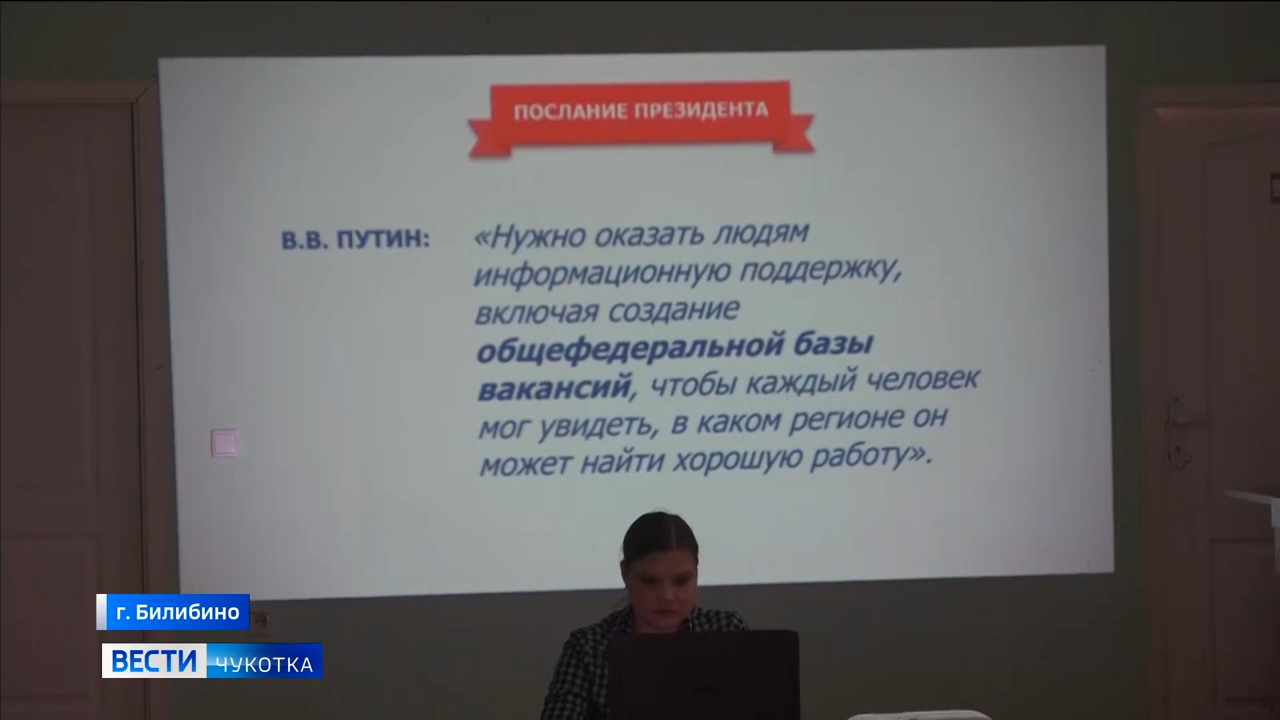 ПОСЛАНИЕ ПРЕЗИДЕНТА
В.В. ПУТИН:
«Нужно оказать людям
информационную поддержку,
включая создание
общефедеральной базы
вакансий, чтобы каждый человек
мог увидеть, в каком регионе он
может найти хорошую работу».
г. Билибино
ВЕСТИ ЧУКОТКА